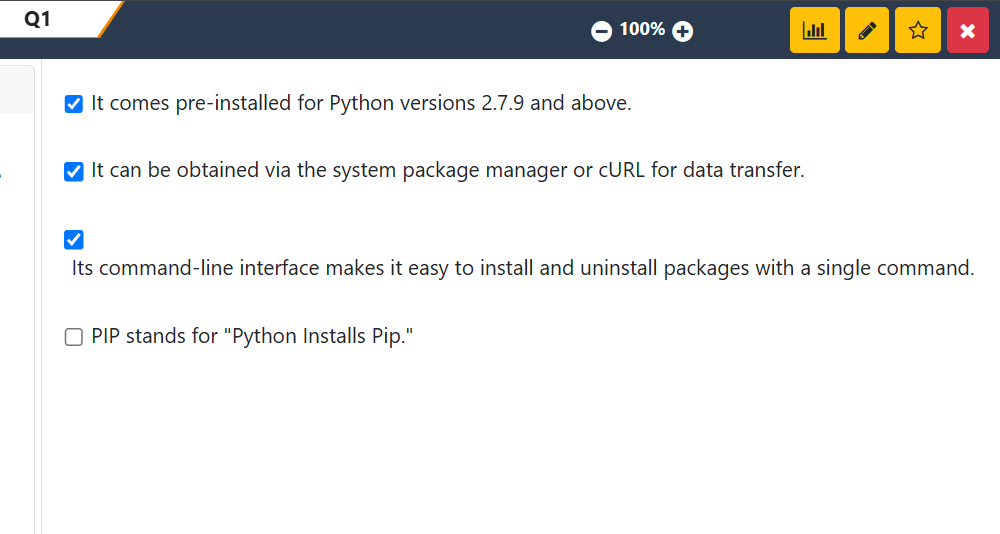 Q1
100%
It comes pre-installed for Python versions 2.7.9 and above.
It can be obtained via the system package manager or cURL for data transfer.
Its command-line interface makes it easy to install and uninstall packages with a single command.
PIP stands for "Python Installs Pip."